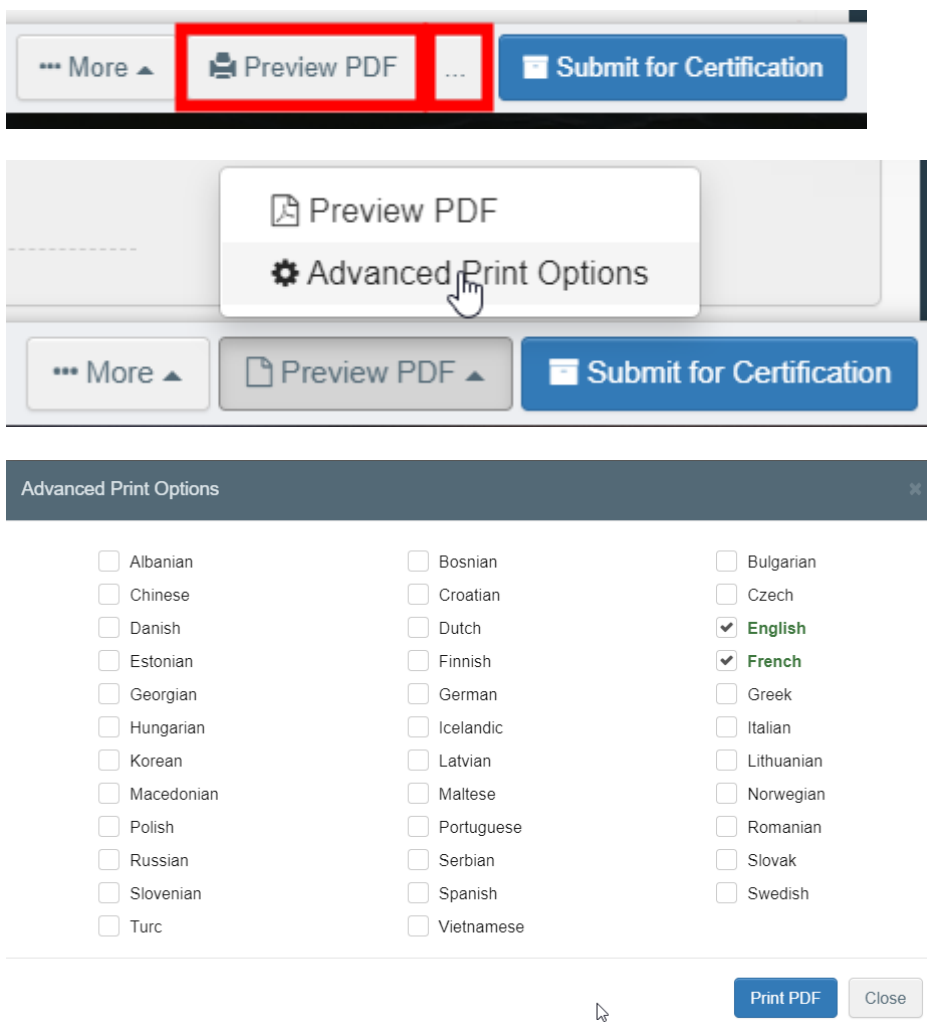 ••• More ▲ Preview PDF ... Submit for Certification
Preview PDF
Advanced Print Options
••• More ▲ Preview PDF ▲ Submit for Certification
Advanced Print Options ×
Albanian Bosnian Bulgarian
Chinese Croatian Czech
Danish Dutch English
Estonian Finnish French
Georgian German Greek
Hungarian Icelandic Italian
Korean Latvian Lithuanian
Macedonian Maltese Norwegian
Polish Portuguese Romanian
Russian Serbian Slovak
Slovenian Spanish Swedish
Turc Vietnamese
Print PDF Close